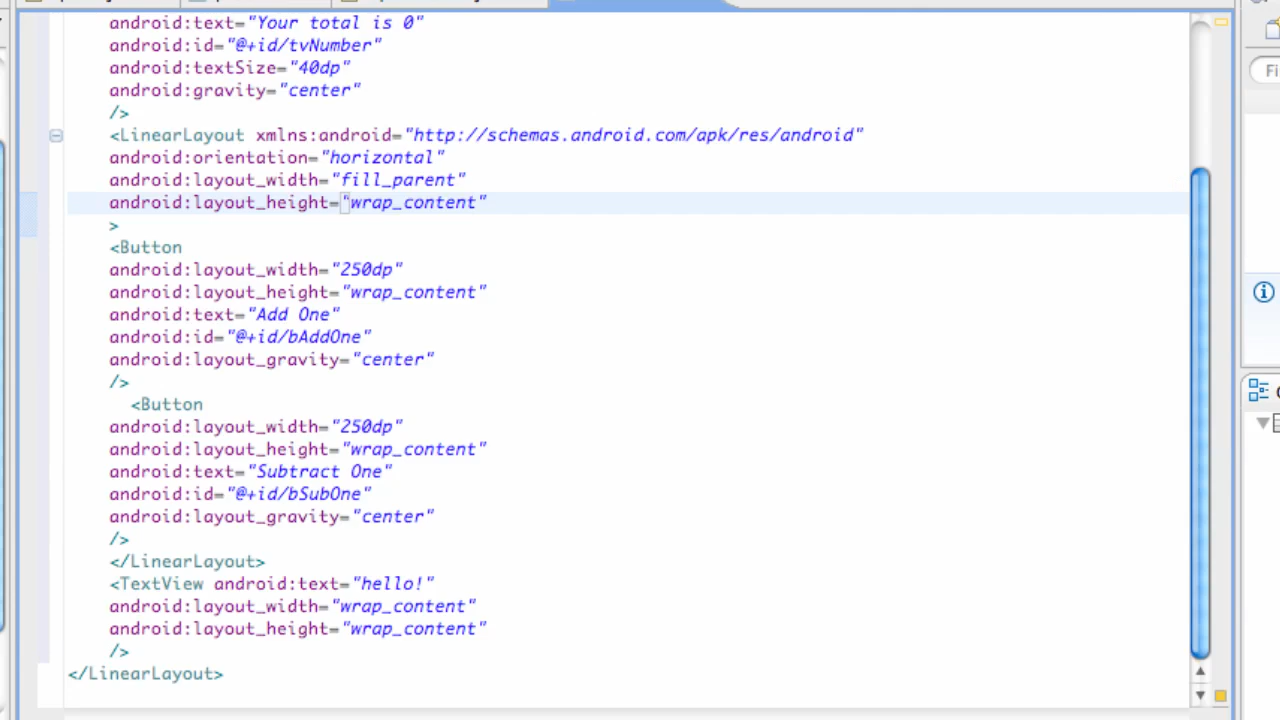 android:text="Your total is 0"
android:id="@+id/tvNumber"
android:textSize="40dp"
android:gravity="center"
/>
<LinearLayout xmlns:android="http://schemas.android.com/apk/res/android"
android:orientation="horizontal"
android:layout_width="fill_parent"
android:layout_height="wrap_content"
>
<Button
android:layout_width="250dp"
android:layout_height="wrap_content"
android:text="Add One"
android:id="@+id/bAddOne"
android:layout_gravity="center"
/>
<Button
android:layout_width="250dp"
android:layout_height="wrap_content"
android:text="Subtract One"
android:id="@+id/bSubOne"
android:layout_gravity="center"
/>
</LinearLayout>
<TextView android:text="hello!"
android:layout_width="wrap_content"
android:layout_height="wrap_content"
/>
</LinearLayout>
Fi